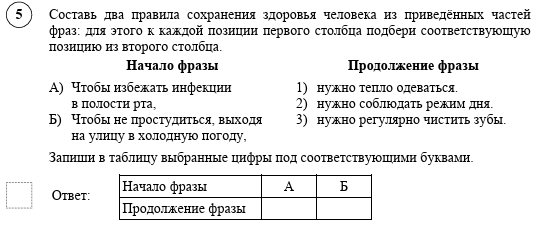 5 Составь два правила сохранения здоровья человека из приведённых частей
фраз: для этого к каждой позиции первого столбца подбери соответствующую
позицию из второго столбца.
Начало фразы Продолжение фразы
А) Чтобы избежать инфекции 1) нужно тепло одеваться.
в полости рта, 2) нужно соблюдать режим дня.
Б) Чтобы не простудиться, выходя 3) нужно регулярно чистить зубы.
на улицу в холодную погоду,
Запиши в таблицу выбранные цифры под соответствующими буквами.
Ответ:
Начало фразы А Б
Продолжение фразы